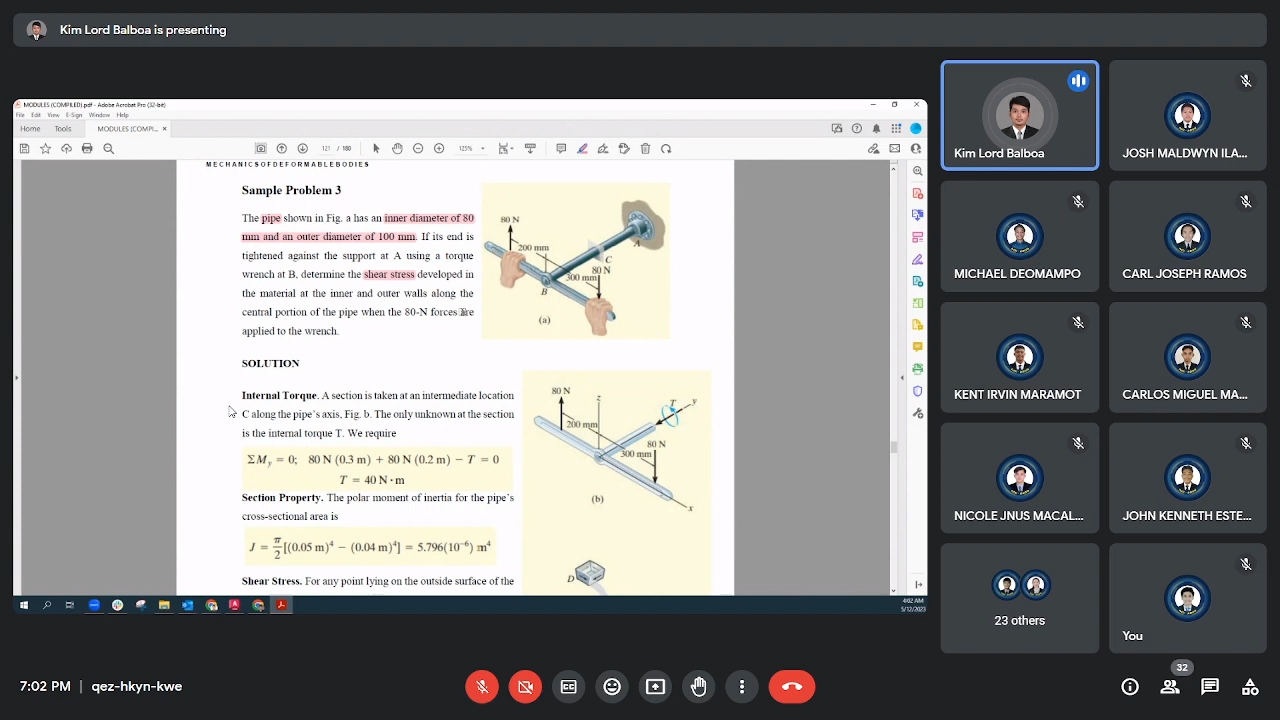 Kim Lord Balboa is presenting
MODULES (COMPILED).pdf - Adobe Acrobat Pro (32-bit)
File Edit View E-Sign Window Help
Home Tools MODULES (COMPI...
121 / 180 125%
MECHANICS OF DEFORMABLE BODIES
Sample Problem 3
The pipe shown in Fig. a has an inner diameter of 80
mm and an outer diameter of 100 mm. If its end is
tightened against the support at A using a torque
wrench at B, determine the shear stress developed in
the material at the inner and outer walls along the
central portion of the pipe when the 80-N forces are
applied to the wrench.
80 N
200 mm
A
C
80 N
300 mm
B
(a)
SOLUTION
Internal Torque. A section is taken at an intermediate location
C along the pipe's axis, Fig. b. The only unknown at the section
is the internal torque T. We require
ΣMy = 0; 80 N (0.3 m) + 80 N (0.2 m) − T = 0
T = 40 N · m
Section Property. The polar moment of inertia for the pipe's
cross-sectional area is
J = π/2 [(0.05 m)⁴ − (0.04 m)⁴] = 5.796(10⁻⁶) m⁴
Shear Stress. For any point lying on the outside surface of the
80 N
z
T
y
200 mm
80 N
300 mm
(b)
x
D
4:02 AM
5/12/2023
Kim Lord Balboa
JOSH MALDWYN ILA...
MICHAEL DEOMAMPO
CARL JOSEPH RAMOS
KENT IRVIN MARAMOT
CARLOS MIGUEL MA...
NICOLE JNUS MACAL...
JOHN KENNETH ESTE...
23 others
You
7:02 PM | qez-hkyn-kwe
32